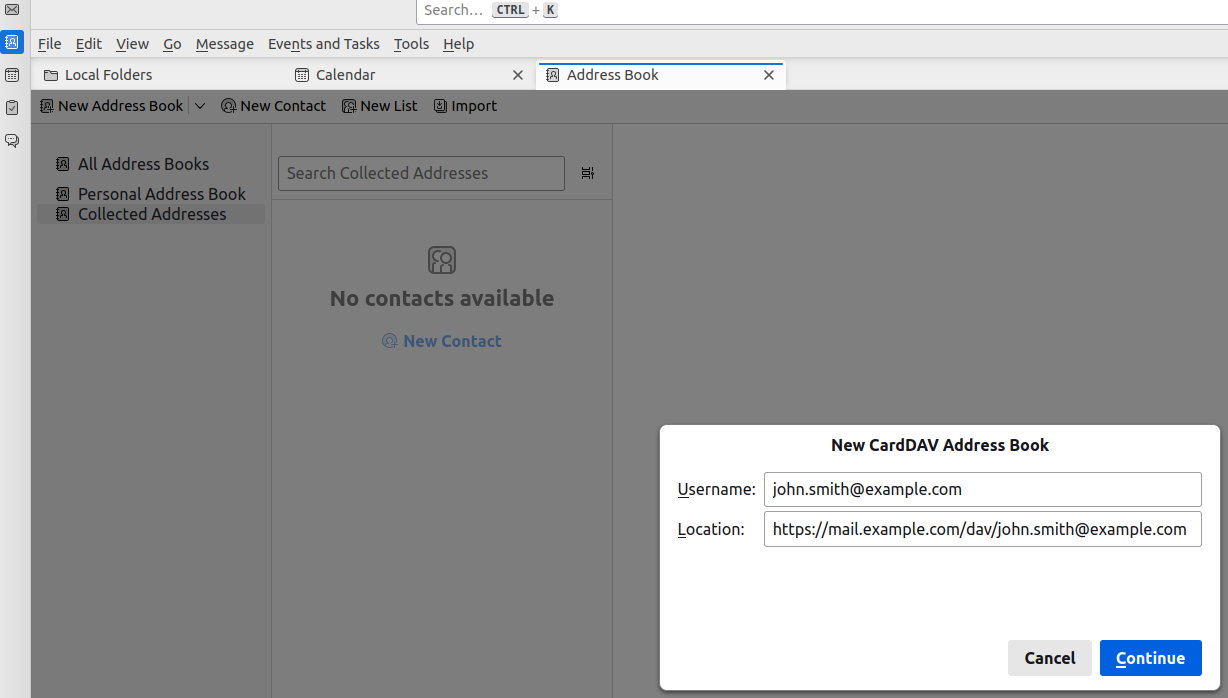 Search... CTRL + K
File Edit View Go Message Events and Tasks Tools Help
Local Folders Calendar Address Book
New Address Book New Contact New List Import
All Address Books
Personal Address Book
Collected Addresses
Search Collected Addresses
No contacts available
New Contact
New CardDAV Address Book
Username: john.smith@example.com
Location: https://mail.example.com/dav/john.smith@example.com
Cancel Continue